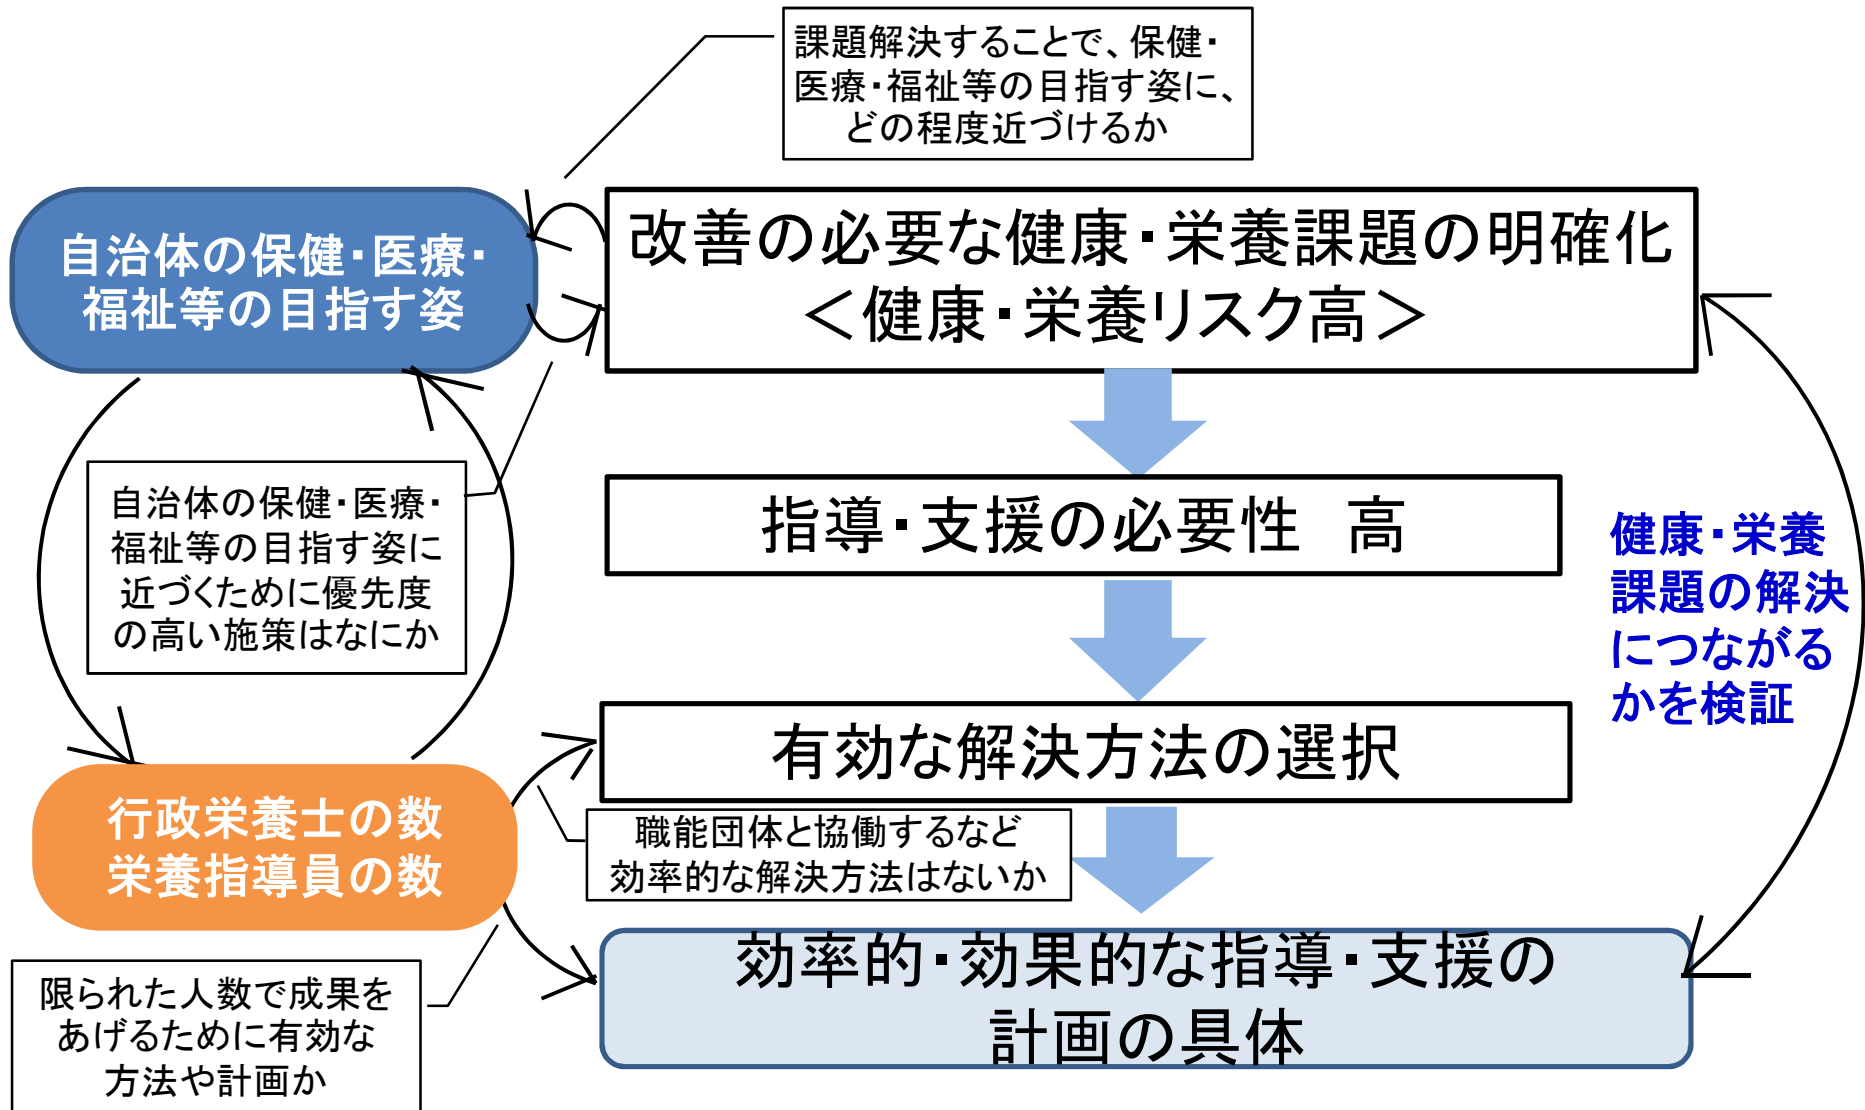 課題解決することで、保健・
医療・福祉等の目指す姿に、
どの程度近づけるか
自治体の保健・医療・
福祉等の目指す姿
改善の必要な健康・栄養課題の明確化
＜健康・栄養リスク高＞
自治体の保健・医療・
福祉等の目指す姿に
近づくために優先度
の高い施策はなにか
指導・支援の必要性　高
健康・栄養
課題の解決
につながる
かを検証
有効な解決方法の選択
行政栄養士の数
栄養指導員の数
職能団体と協働するなど
効率的な解決方法はないか
限られた人数で成果を
あげるために有効な
方法や計画か
効率的・効果的な指導・支援の
計画の具体